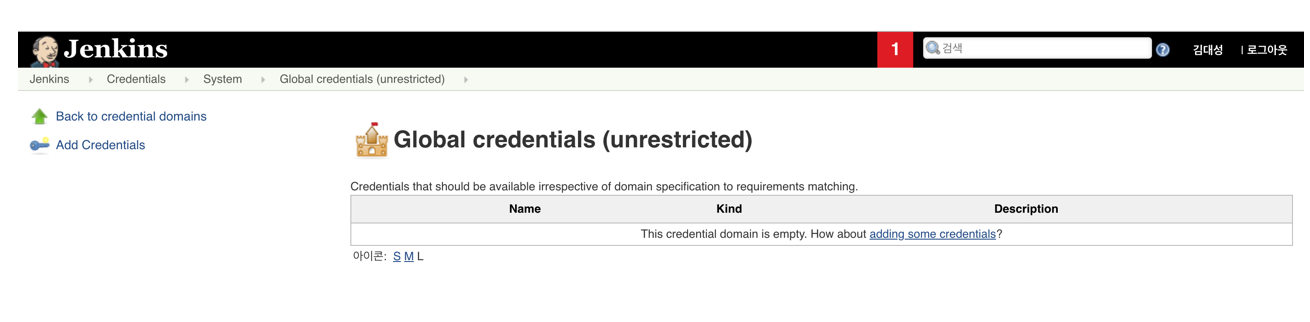 Jenkins
1
검색
김대성
| 로그아웃
Jenkins
Credentials
System
Global credentials (unrestricted)
Back to credential domains
Add Credentials
Global credentials (unrestricted)
Credentials that should be available irrespective of domain specification to requirements matching.
Name Kind Description
This credential domain is empty. How about adding some credentials?
아이콘: S M L